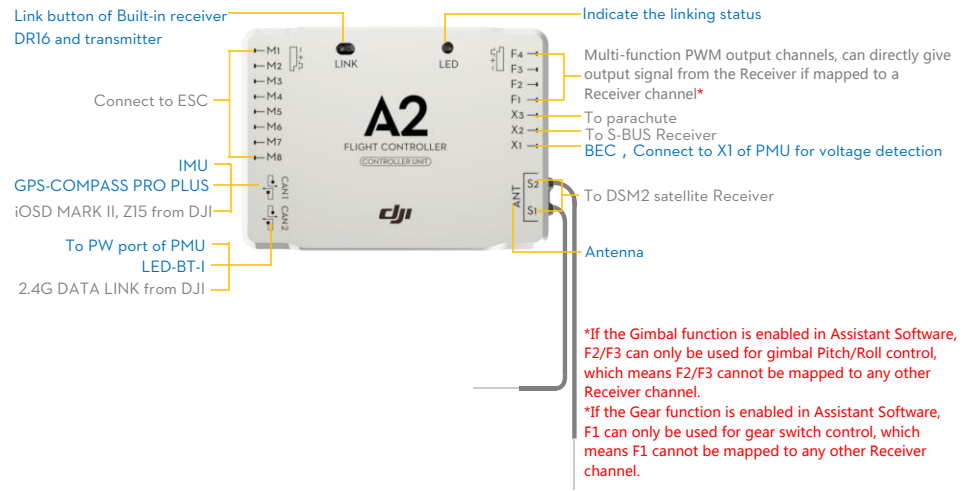 Link button of Built-in receiver
DR16 and transmitter
Indicate the linking status
M1
M2
M3
M4
M5
M6
M7
M8
LINK
LED
F4
F3
F2
F1
X3
X2
X1
Connect to ESC
A2
FLIGHT CONTROLLER
CONTROLLER UNIT
Multi-function PWM output channels, can directly give
output signal from the Receiver if mapped to a
Receiver channel*
To parachute
To S-BUS Receiver
BEC , Connect to X1 of PMU for voltage detection
IMU
GPS-COMPASS PRO PLUS
iOSD MARK II, Z15 from DJI
CAN1
CAN2
dji
ANT
S2
S1
To DSM2 satellite Receiver
To PW port of PMU
LED-BT-I
2.4G DATA LINK from DJI
Antenna
*If the Gimbal function is enabled in Assistant Software,
F2/F3 can only be used for gimbal Pitch/Roll control,
which means F2/F3 cannot be mapped to any other
Receiver channel.
*If the Gear function is enabled in Assistant Software,
F1 can only be used for gear switch control, which
means F1 cannot be mapped to any other Receiver
channel.